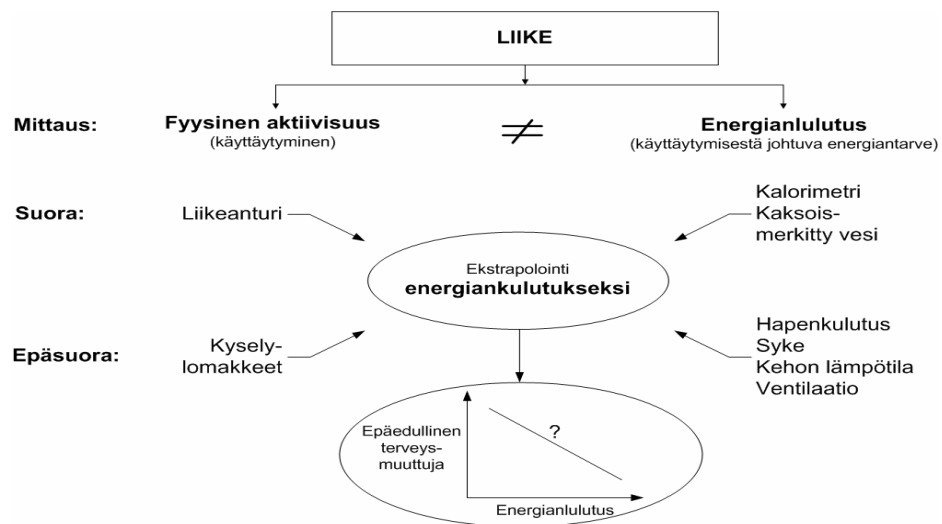 LIIKE
Mittaus:
Fyysinen aktiivisuus
(käyttäytyminen)
≠
Energianlulutus
(käyttäytymisestä johtuva energiantarve)
Suora:
Liikeanturi
Kalorimetri
Kaksois-
merkitty vesi
Ekstrapolointi
energiankulutukseksi
Epäsuora:
Kysely-
lomakkeet
Hapenkulutus
Syke
Kehon lämpötila
Ventilaatio
Epäedullinen
terveys-
muuttuja
?
Energianlulutus